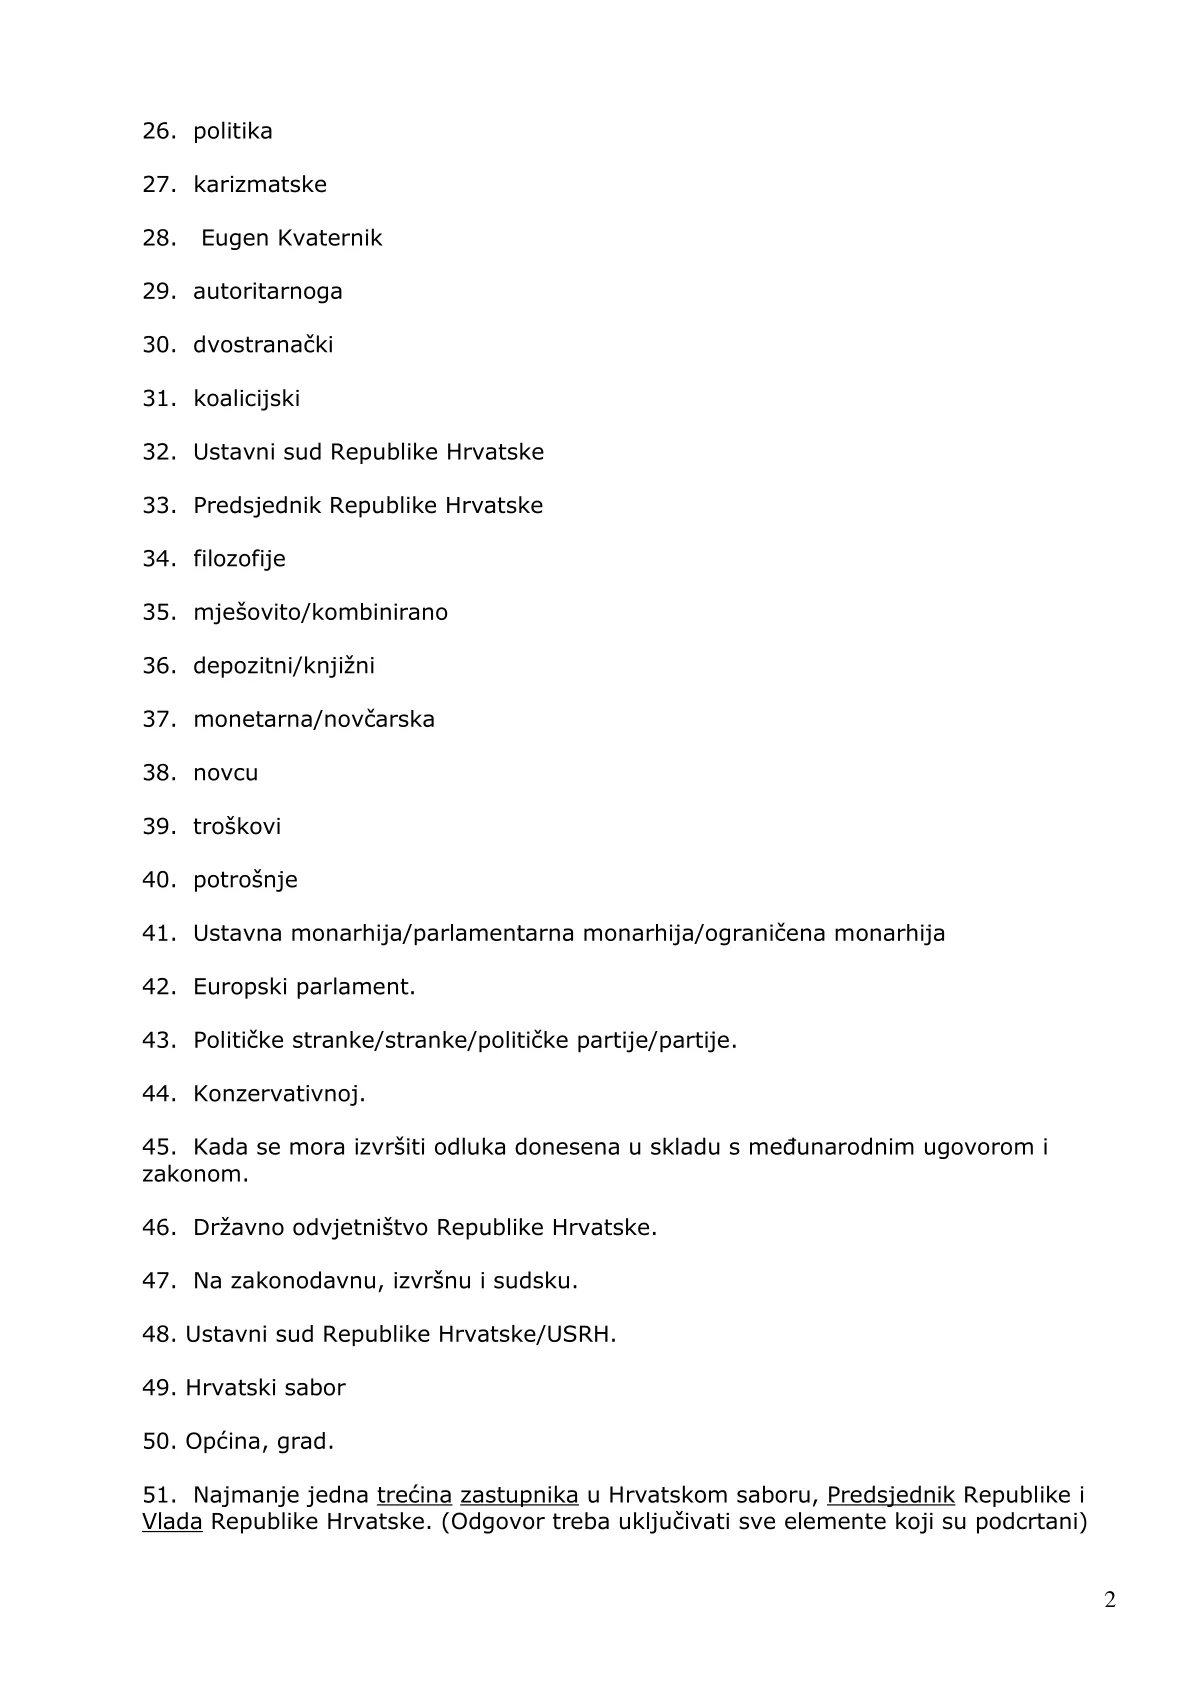 26. politika
27. karizmatske
28. Eugen Kvaternik
29. autoritarnoga
30. dvostranački
31. koalicijski
32. Ustavni sud Republike Hrvatske
33. Predsjednik Republike Hrvatske
34. filozofije
35. mješovito/kombinirano
36. depozitni/knjižni
37. monetarna/novčarska
38. novcu
39. troškovi
40. potrošnje
41. Ustavna monarhija/parlamentarna monarhija/ograničena monarhija
42. Europski parlament.
43. Političke stranke/stranke/političke partije/partije.
44. Konzervativnoj.
45. Kada se mora izvršiti odluka donesena u skladu s međunarodnim ugovorom i
zakonom.
46. Državno odvjetništvo Republike Hrvatske.
47. Na zakonodavnu, izvršnu i sudsku.
48. Ustavni sud Republike Hrvatske/USRH.
49. Hrvatski sabor
50. Općina, grad.
51. Najmanje jedna trećina zastupnika u Hrvatskom saboru, Predsjednik Republike i
Vlada Republike Hrvatske. (Odgovor treba uključivati sve elemente koji su podcrtani)
2